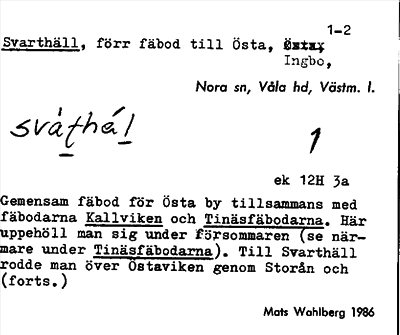 1-2
Svarthäll, förr fäbod till Östa, Östa,
Ingbo,
Nora sn, Våla hd, Västm. l.
svàţhá̱l
1
ek 12H 3a
Gemensam fäbod för Östa by tillsammans med
fäbodarna Kallviken och Tinäsfäbodarna. Här
uppehöll man sig under försommaren (se när-
mare under Tinäsfäbodarna). Till Svarthäll
rodde man över Östaviken genom Storån och
(forts.)
Mats Wahlberg 1986